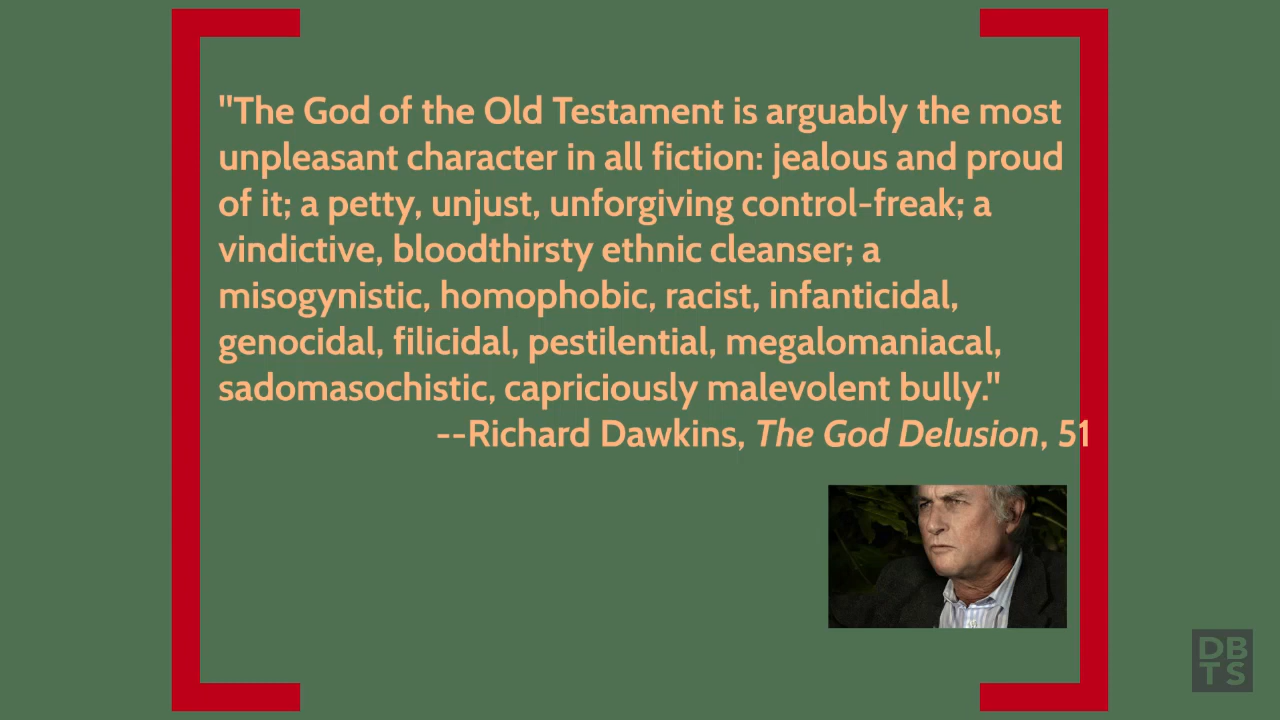 "The God of the Old Testament is arguably the most
unpleasant character in all fiction: jealous and proud
of it; a petty, unjust, unforgiving control-freak; a
vindictive, bloodthirsty ethnic cleanser; a
misogynistic, homophobic, racist, infanticidal,
genocidal, filicidal, pestilential, megalomaniacal,
sadomasochistic, capriciously malevolent bully."
--Richard Dawkins, The God Delusion, 51
DB
TS